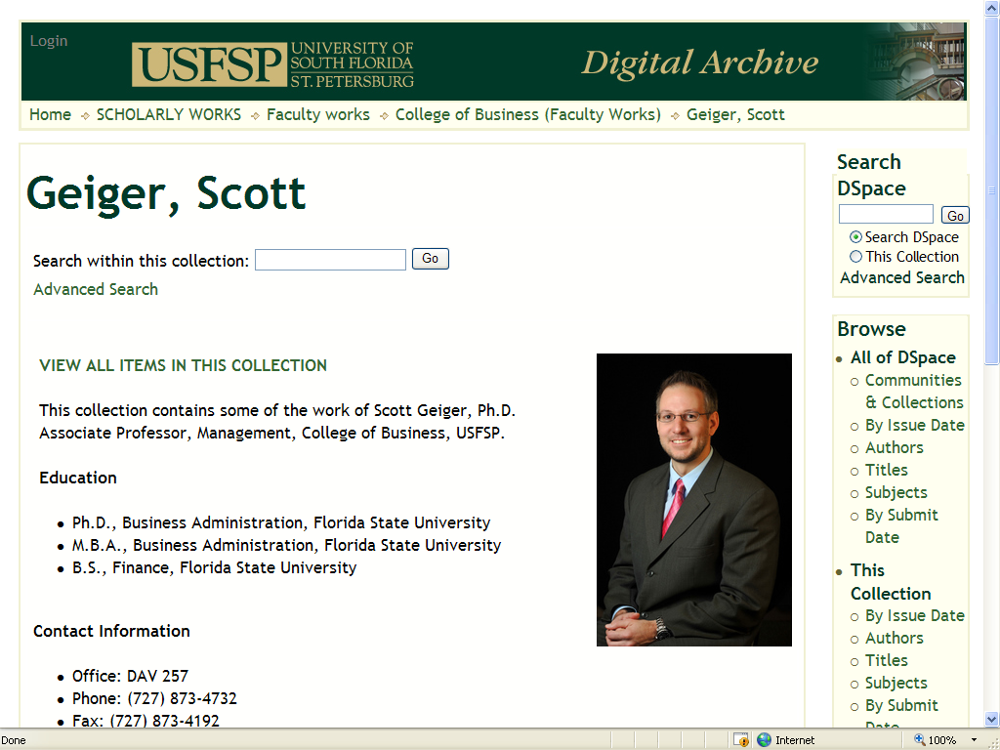 Login
USFSP UNIVERSITY OF
SOUTH FLORIDA
ST. PETERSBURG
Digital Archive
Home SCHOLARLY WORKS Faculty works College of Business (Faculty Works) Geiger, Scott
Geiger, Scott
Search within this collection: Go
Advanced Search
VIEW ALL ITEMS IN THIS COLLECTION
This collection contains some of the work of Scott Geiger, Ph.D.
Associate Professor, Management, College of Business, USFSP.
Education
Ph.D., Business Administration, Florida State University
M.B.A., Business Administration, Florida State University
B.S., Finance, Florida State University
Contact Information
Office: DAV 257
Phone: (727) 873-4732
Fax: (727) 873-4192
Search
DSpace
Go
Search DSpace
This Collection
Advanced Search
Browse
All of DSpace
Communities
& Collections
By Issue Date
Authors
Titles
Subjects
By Submit
Date
This
Collection
By Issue Date
Authors
Titles
Subjects
By Submit
Date
Done Internet 100%